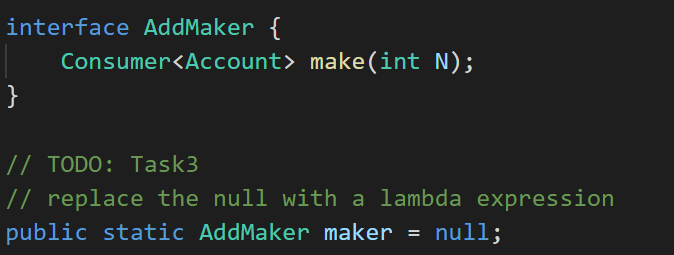 interface AddMaker {
    Consumer<Account> make(int N);
}
// TODO: Task3
// replace the null with a lambda expression
public static AddMaker maker = null;